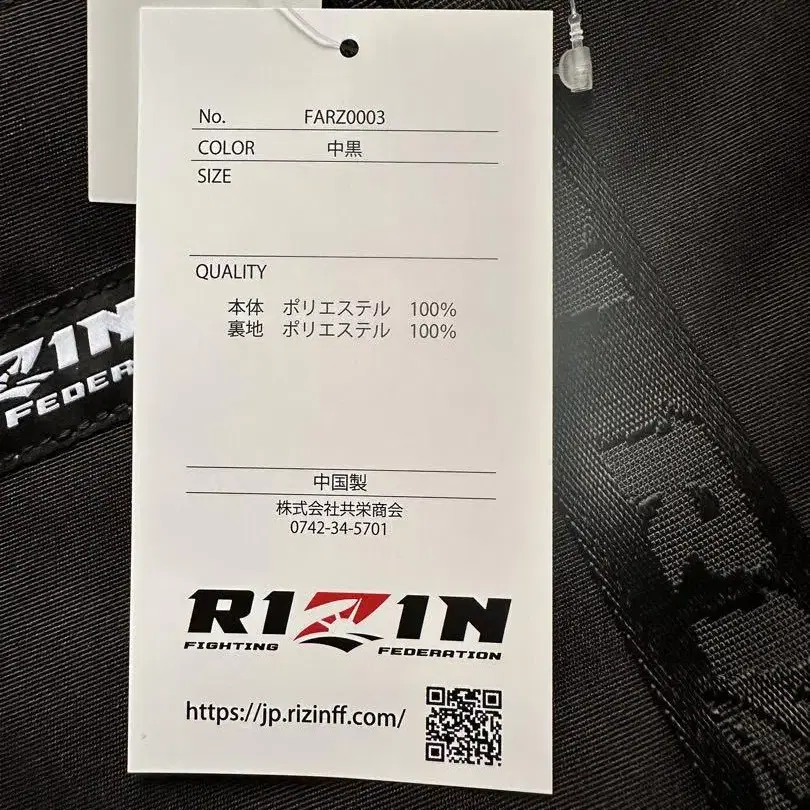 No. FARZ0003
COLOR 中黒
SIZE
QUALITY
本体 ポリエステル 100%
裏地 ポリエステル 100%
中国製
株式会社共栄商会
0742-34-5701
RIZIN
FIGHTING FEDERATION
https://jp.rizinff.com/